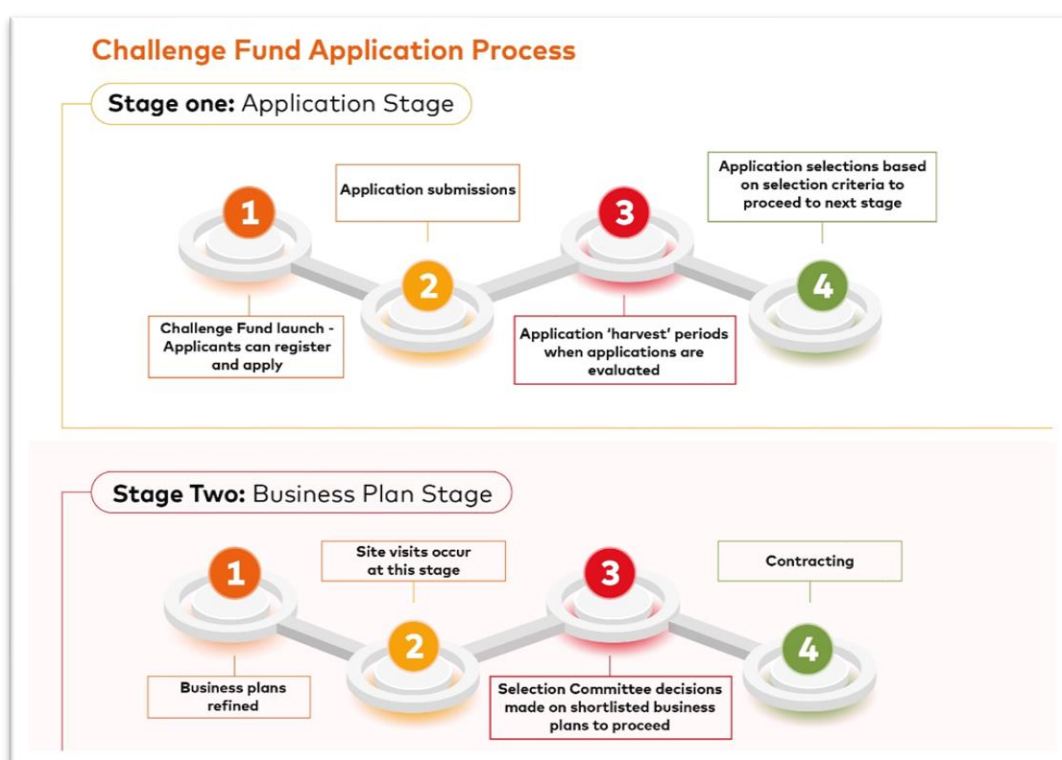 Challenge Fund Application Process
Stage one: Application Stage
1
Challenge Fund launch -
Applicants can register
and apply
2
Application submissions
3
Application ‘harvest’ periods
when applications are
evaluated
4
Application selections based
on selection criteria to
proceed to next stage
Stage Two: Business Plan Stage
1
Business plans
refined
2
Site visits occur
at this stage
3
Selection Committee decisions
made on shortlisted business
plans to proceed
4
Contracting